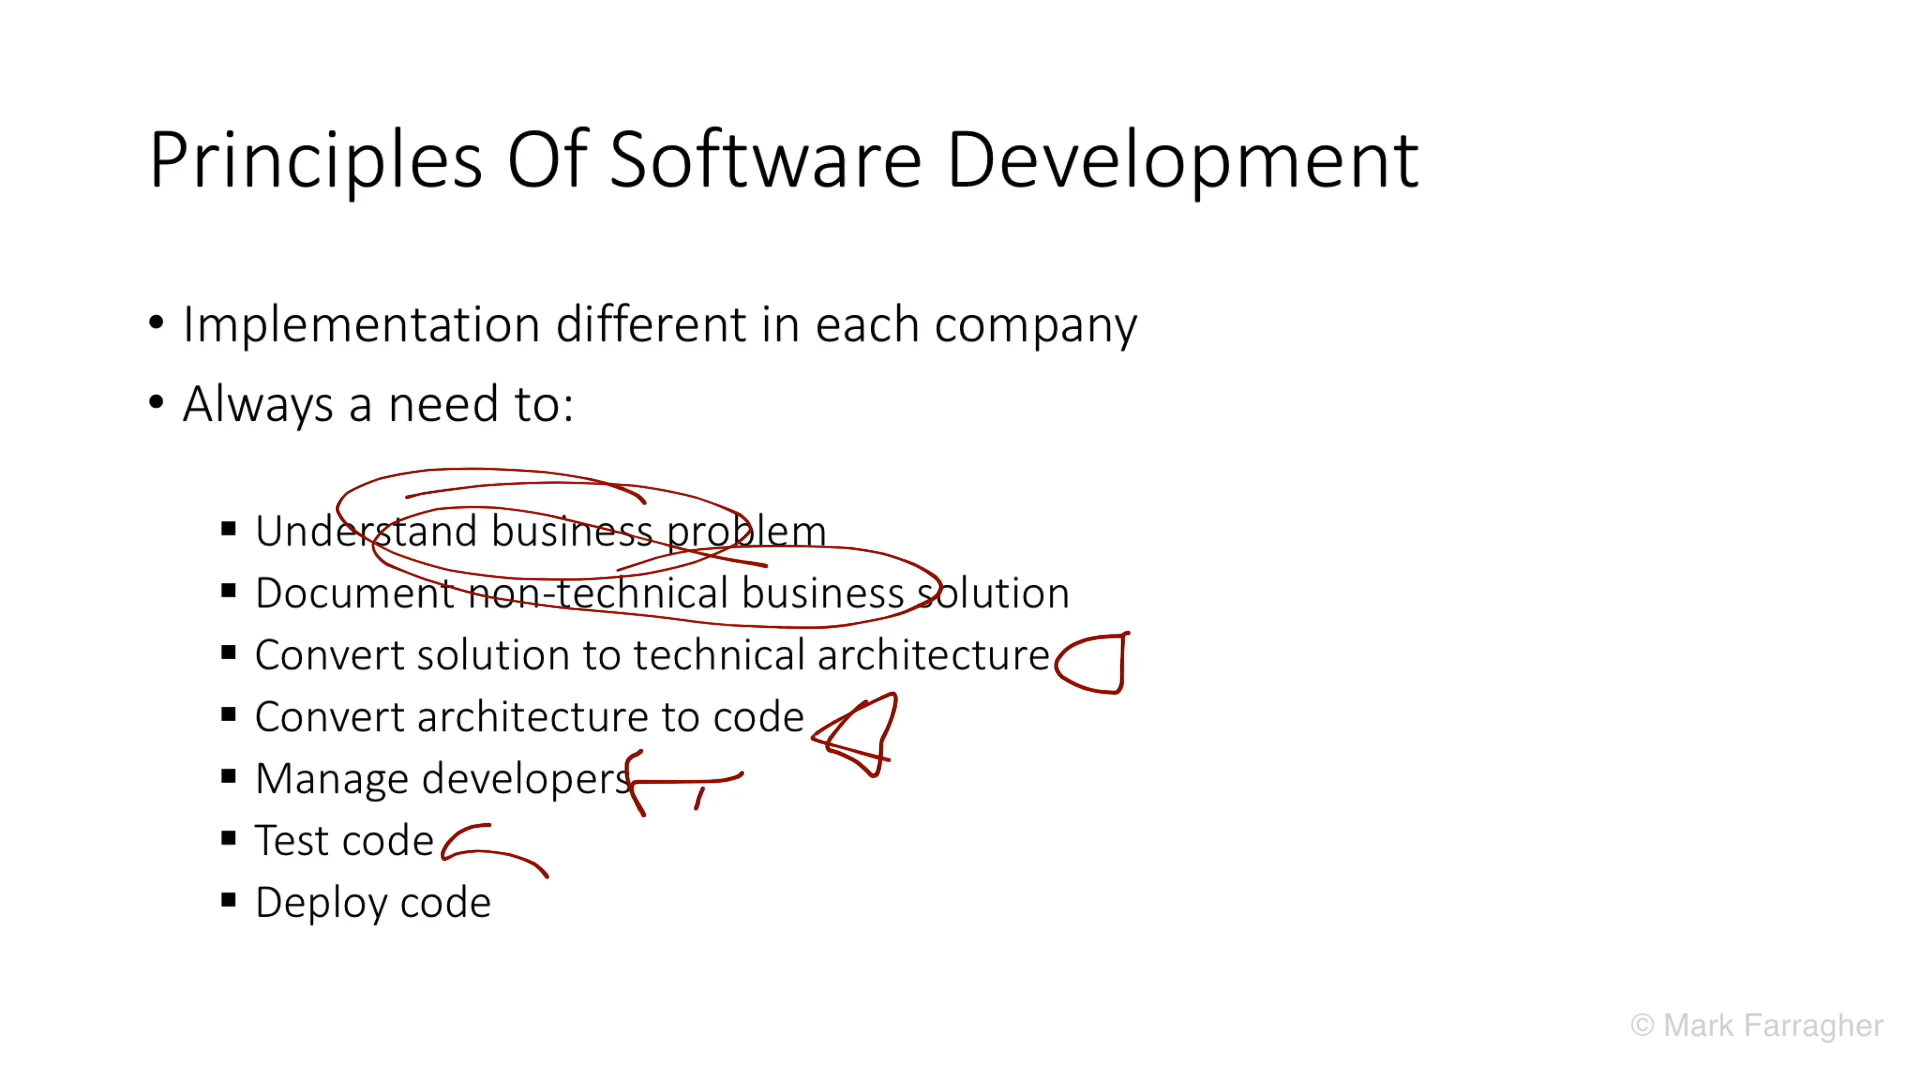 Principles Of Software Development
• Implementation different in each company
• Always a need to:
▪ Understand business problem
▪ Document non-technical business solution
▪ Convert solution to technical architecture
▪ Convert architecture to code
▪ Manage developers
▪ Test code
▪ Deploy code
© Mark Farragher